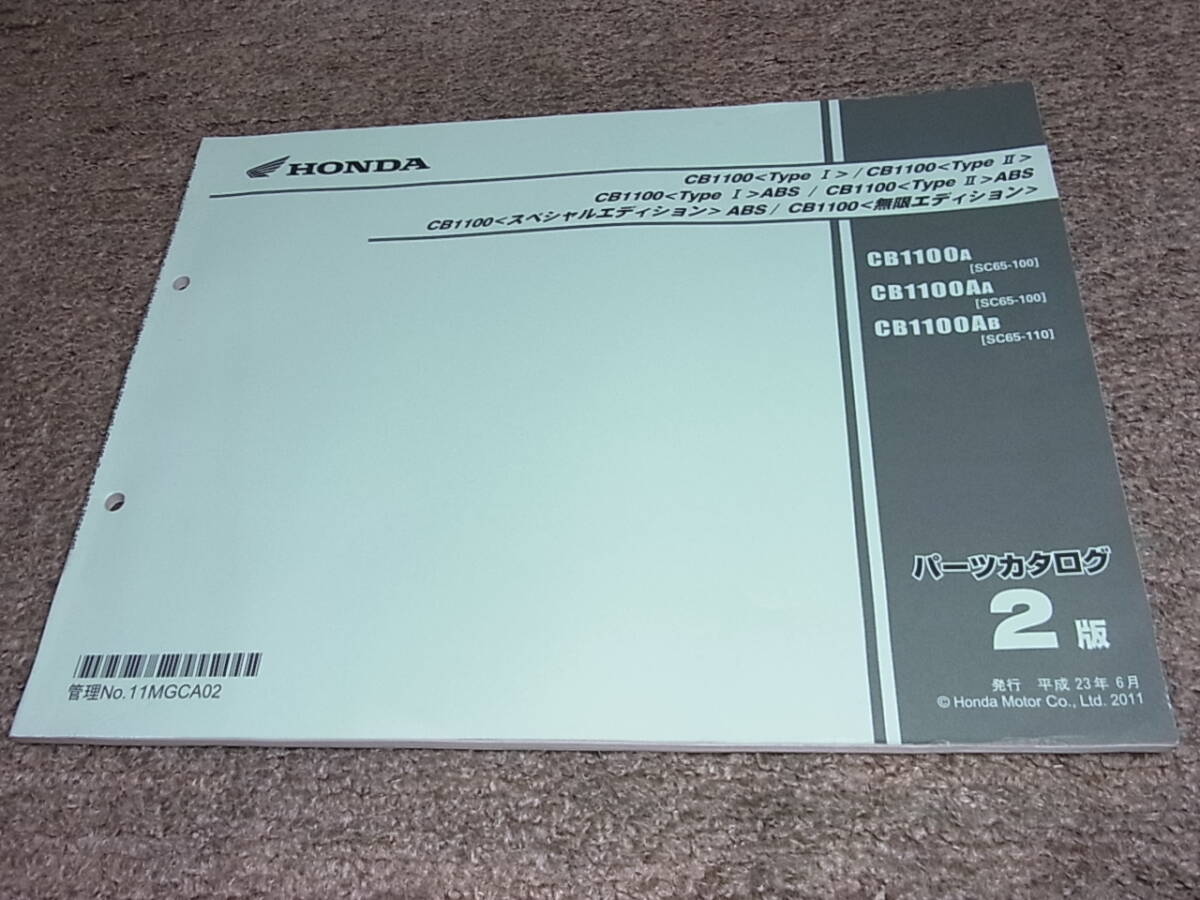 HONDA
CB1100<Type Ⅰ>/CB1100<Type Ⅱ>
CB1100<Type Ⅰ>ABS / CB1100<Type Ⅱ>ABS
CB1100<スペシャルエディション>ABS/ CB1100<無限エディション>
CB1100A
[SC65-100]
CB1100AA
[SC65-100]
CB1100AB
[SC65-110]
パーツカタログ
2版
発行 平成 23年 6月
© Honda Motor Co., Ltd. 2011
管理No.11MGCA02